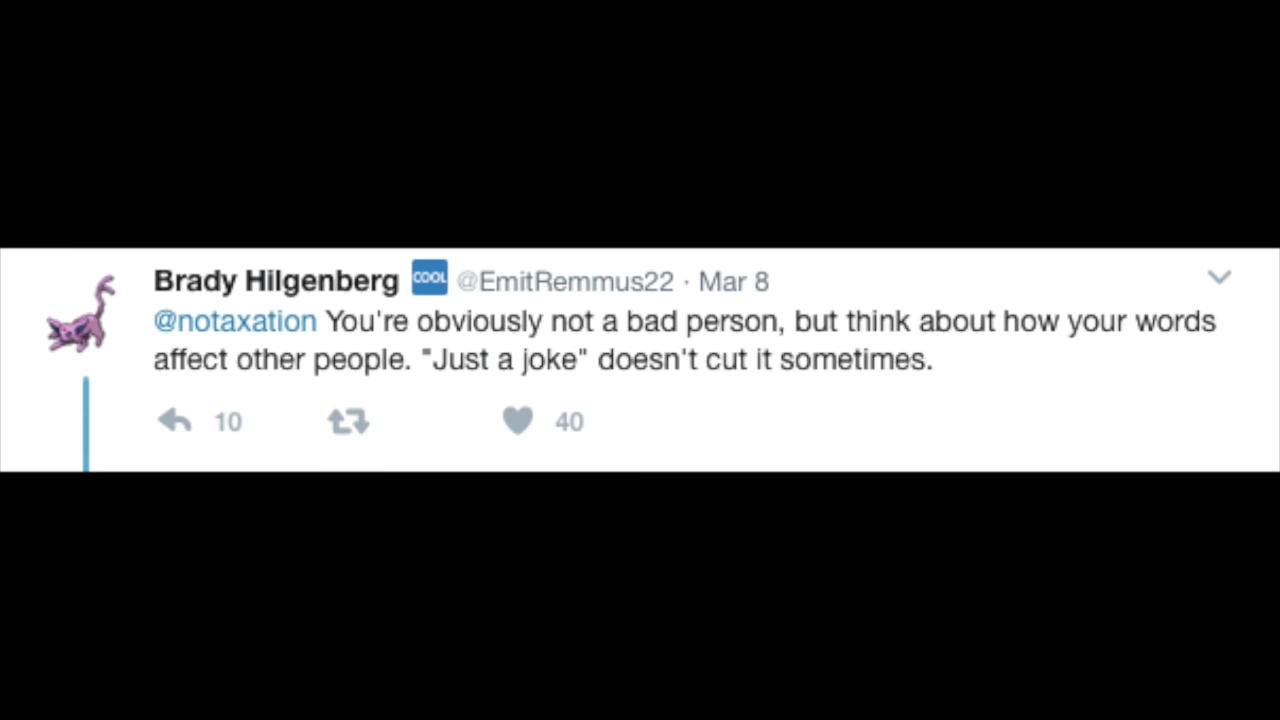 Brady Hilgenberg COOL @EmitRemmus22 · Mar 8
@notaxation You're obviously not a bad person, but think about how your words
affect other people. "Just a joke" doesn't cut it sometimes.
10 40